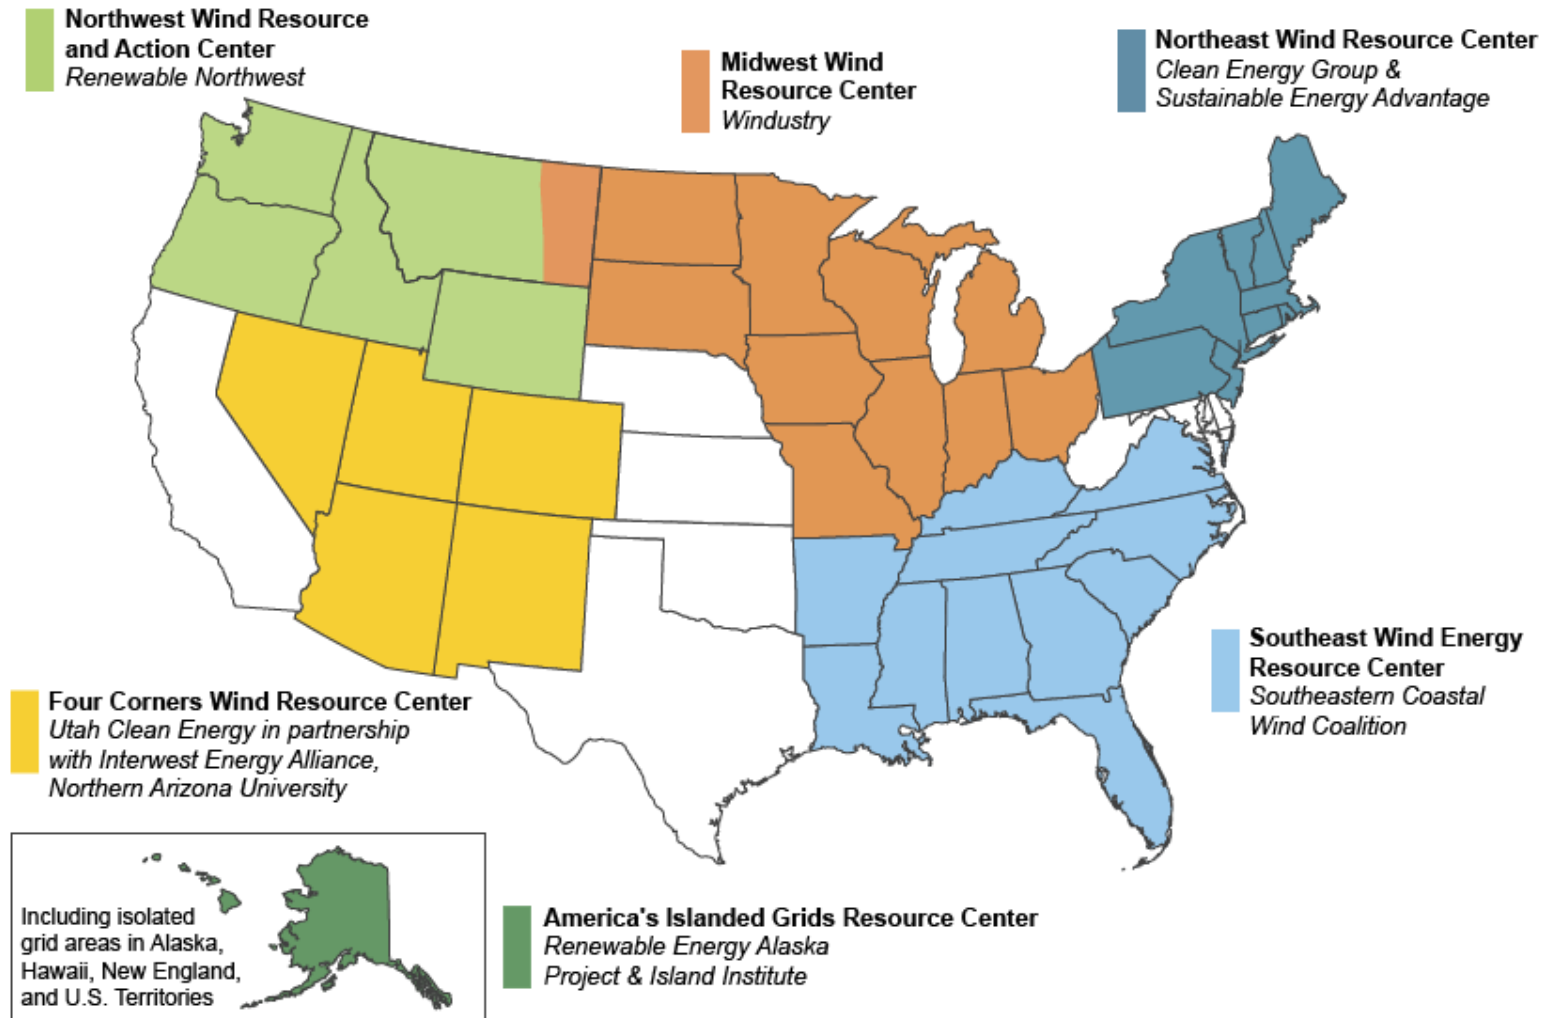 Northwest Wind Resource
and Action Center
Renewable Northwest
Midwest Wind
Resource Center
Windustry
Northeast Wind Resource Center
Clean Energy Group &
Sustainable Energy Advantage
Southeast Wind Energy
Resource Center
Southeastern Coastal
Wind Coalition
Four Corners Wind Resource Center
Utah Clean Energy in partnership
with Interwest Energy Alliance,
Northern Arizona University
Including isolated
grid areas in Alaska,
Hawaii, New England,
and U.S. Territories
America's Islanded Grids Resource Center
Renewable Energy Alaska
Project & Island Institute